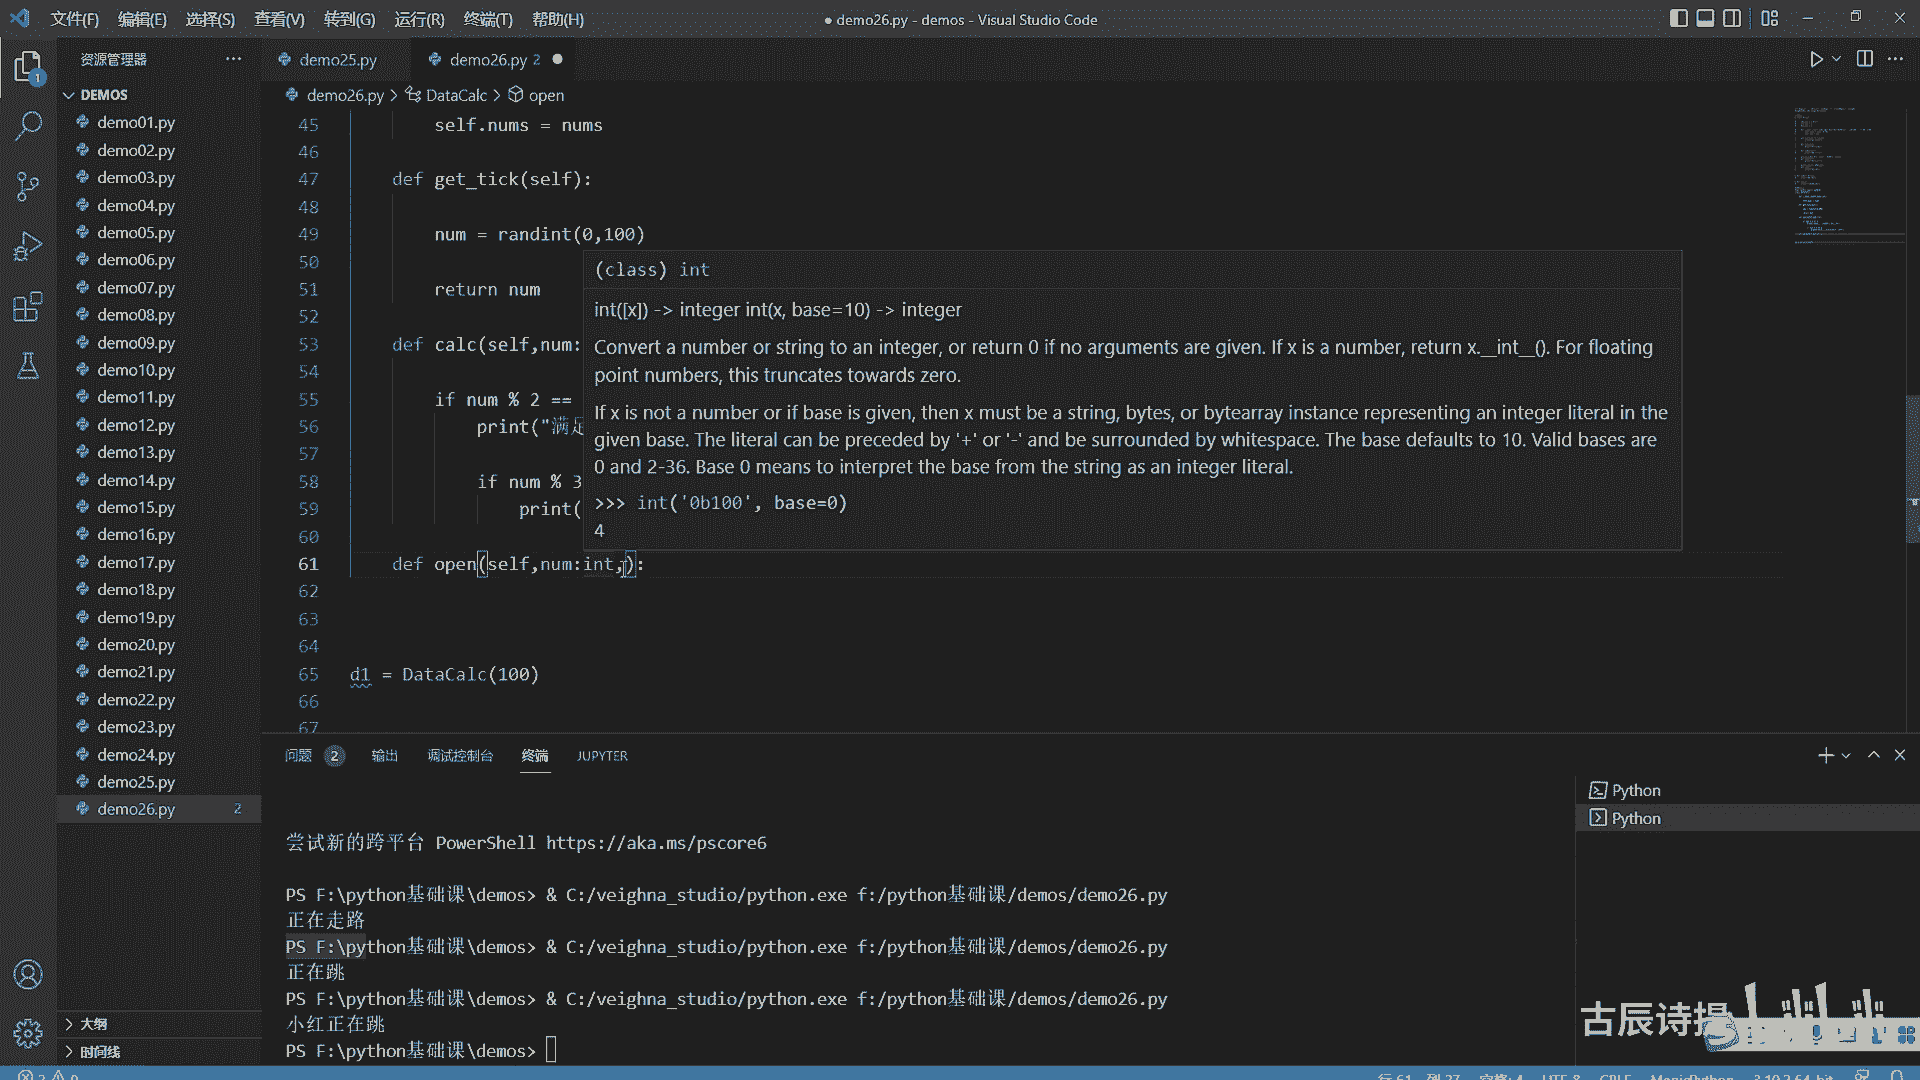 文件(F) 编辑(E) 选择(S) 查看(V) 转到(G) 运行(R) 终端(T) 帮助(H)
● demo26.py - demos - Visual Studio Code
资源管理器
DEMOS
demo01.py
demo02.py
demo03.py
demo04.py
demo05.py
demo06.py
demo07.py
demo08.py
demo09.py
demo10.py
demo11.py
demo12.py
demo13.py
demo14.py
demo15.py
demo16.py
demo17.py
demo18.py
demo19.py
demo20.py
demo21.py
demo22.py
demo23.py
demo24.py
demo25.py
demo26.py 2
大纲
时间线
1
demo25.py
demo26.py 2
demo26.py > DataCalc > open
45 self.nums = nums
46
47 def get_tick(self):
48
49 num = randint(0,100)
50
51 return num
52
53 def calc(self,num:
54
55 if num % 2 ==
56 print("满足
57
58 if num % 3
59 print(
60
61 def open(self,num:int,):
62
63
64
65 d1 = DataCalc(100)
66
67
(class) int
int([x]) -> integer int(x, base=10) -> integer
Convert a number or string to an integer, or return 0 if no arguments are given. If x is a number, return x.__int__(). For floating
point numbers, this truncates towards zero.
If x is not a number or if base is given, then x must be a string, bytes, or bytearray instance representing an integer literal in the
given base. The literal can be preceded by '+' or '-' and be surrounded by whitespace. The base defaults to 10. Valid bases are
0 and 2-36. Base 0 means to interpret the base from the string as an integer literal.
>>> int('0b100', base=0)
4
问题 2 输出 调试控制台 终端 JUPYTER
尝试新的跨平台 PowerShell https://aka.ms/pscore6
PS F:\python基础课\demos> & C:/veighna_studio/python.exe f:/python基础课/demos/demo26.py
正在走路
PS F:\python基础课\demos> & C:/veighna_studio/python.exe f:/python基础课/demos/demo26.py
正在跳
PS F:\python基础课\demos> & C:/veighna_studio/python.exe f:/python基础课/demos/demo26.py
小红正在跳
PS F:\python基础课\demos>
Python
Python
古辰诗提